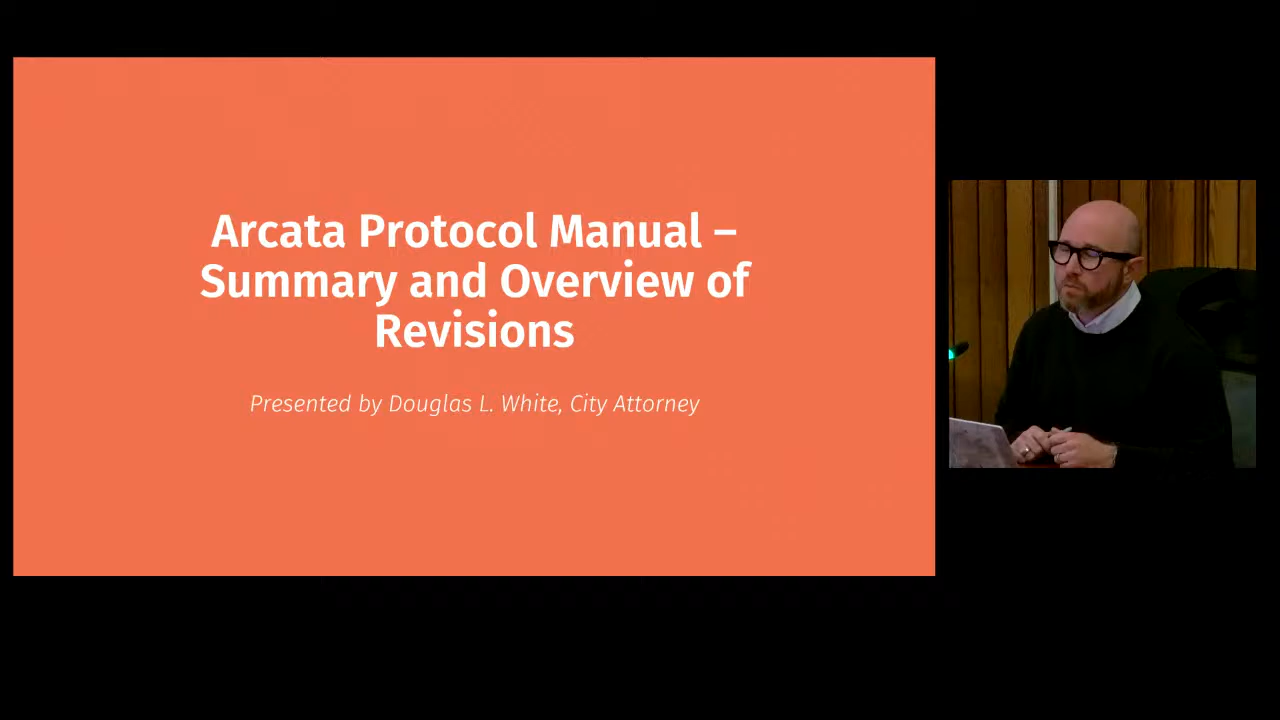 Arcata Protocol Manual –
Summary and Overview of
Revisions
Presented by Douglas L. White, City Attorney